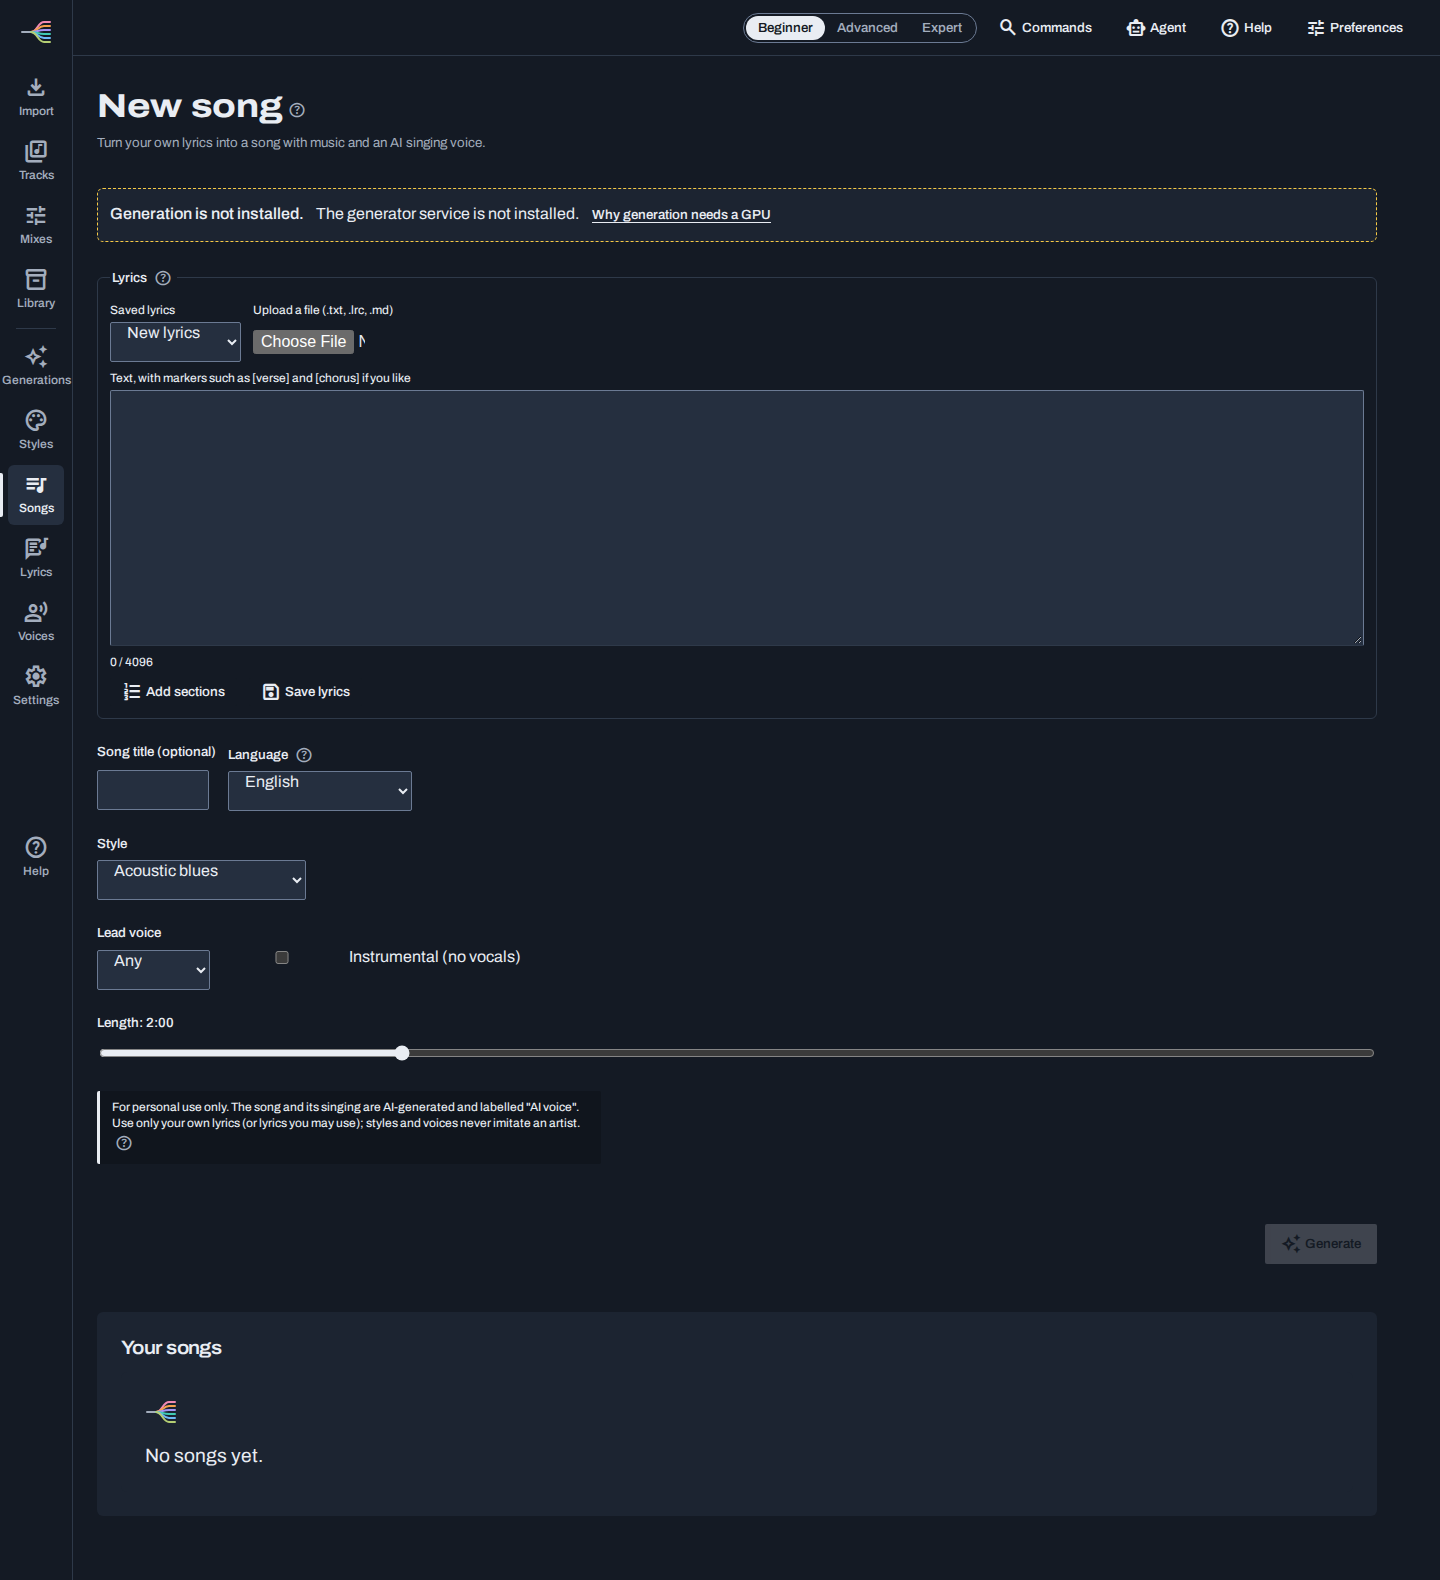 Beginner Advanced Expert Commands Agent Help Preferences
Import
Tracks
Mixes
Library
Generations
Styles
Songs
Lyrics
Voices
Settings
Help
New song
Turn your own lyrics into a song with music and an AI singing voice.
Generation is not installed. The generator service is not installed. Why generation needs a GPU
Lyrics
Saved lyrics Upload a file (.txt, .lrc, .md)
New lyrics Choose File N
Text, with markers such as [verse] and [chorus] if you like
0 / 4096
Add sections Save lyrics
Song title (optional) Language
English
Style
Acoustic blues
Lead voice
Any Instrumental (no vocals)
Length: 2:00
For personal use only. The song and its singing are AI-generated and labelled "AI voice".
Use only your own lyrics (or lyrics you may use); styles and voices never imitate an artist.
Generate
Your songs
No songs yet.